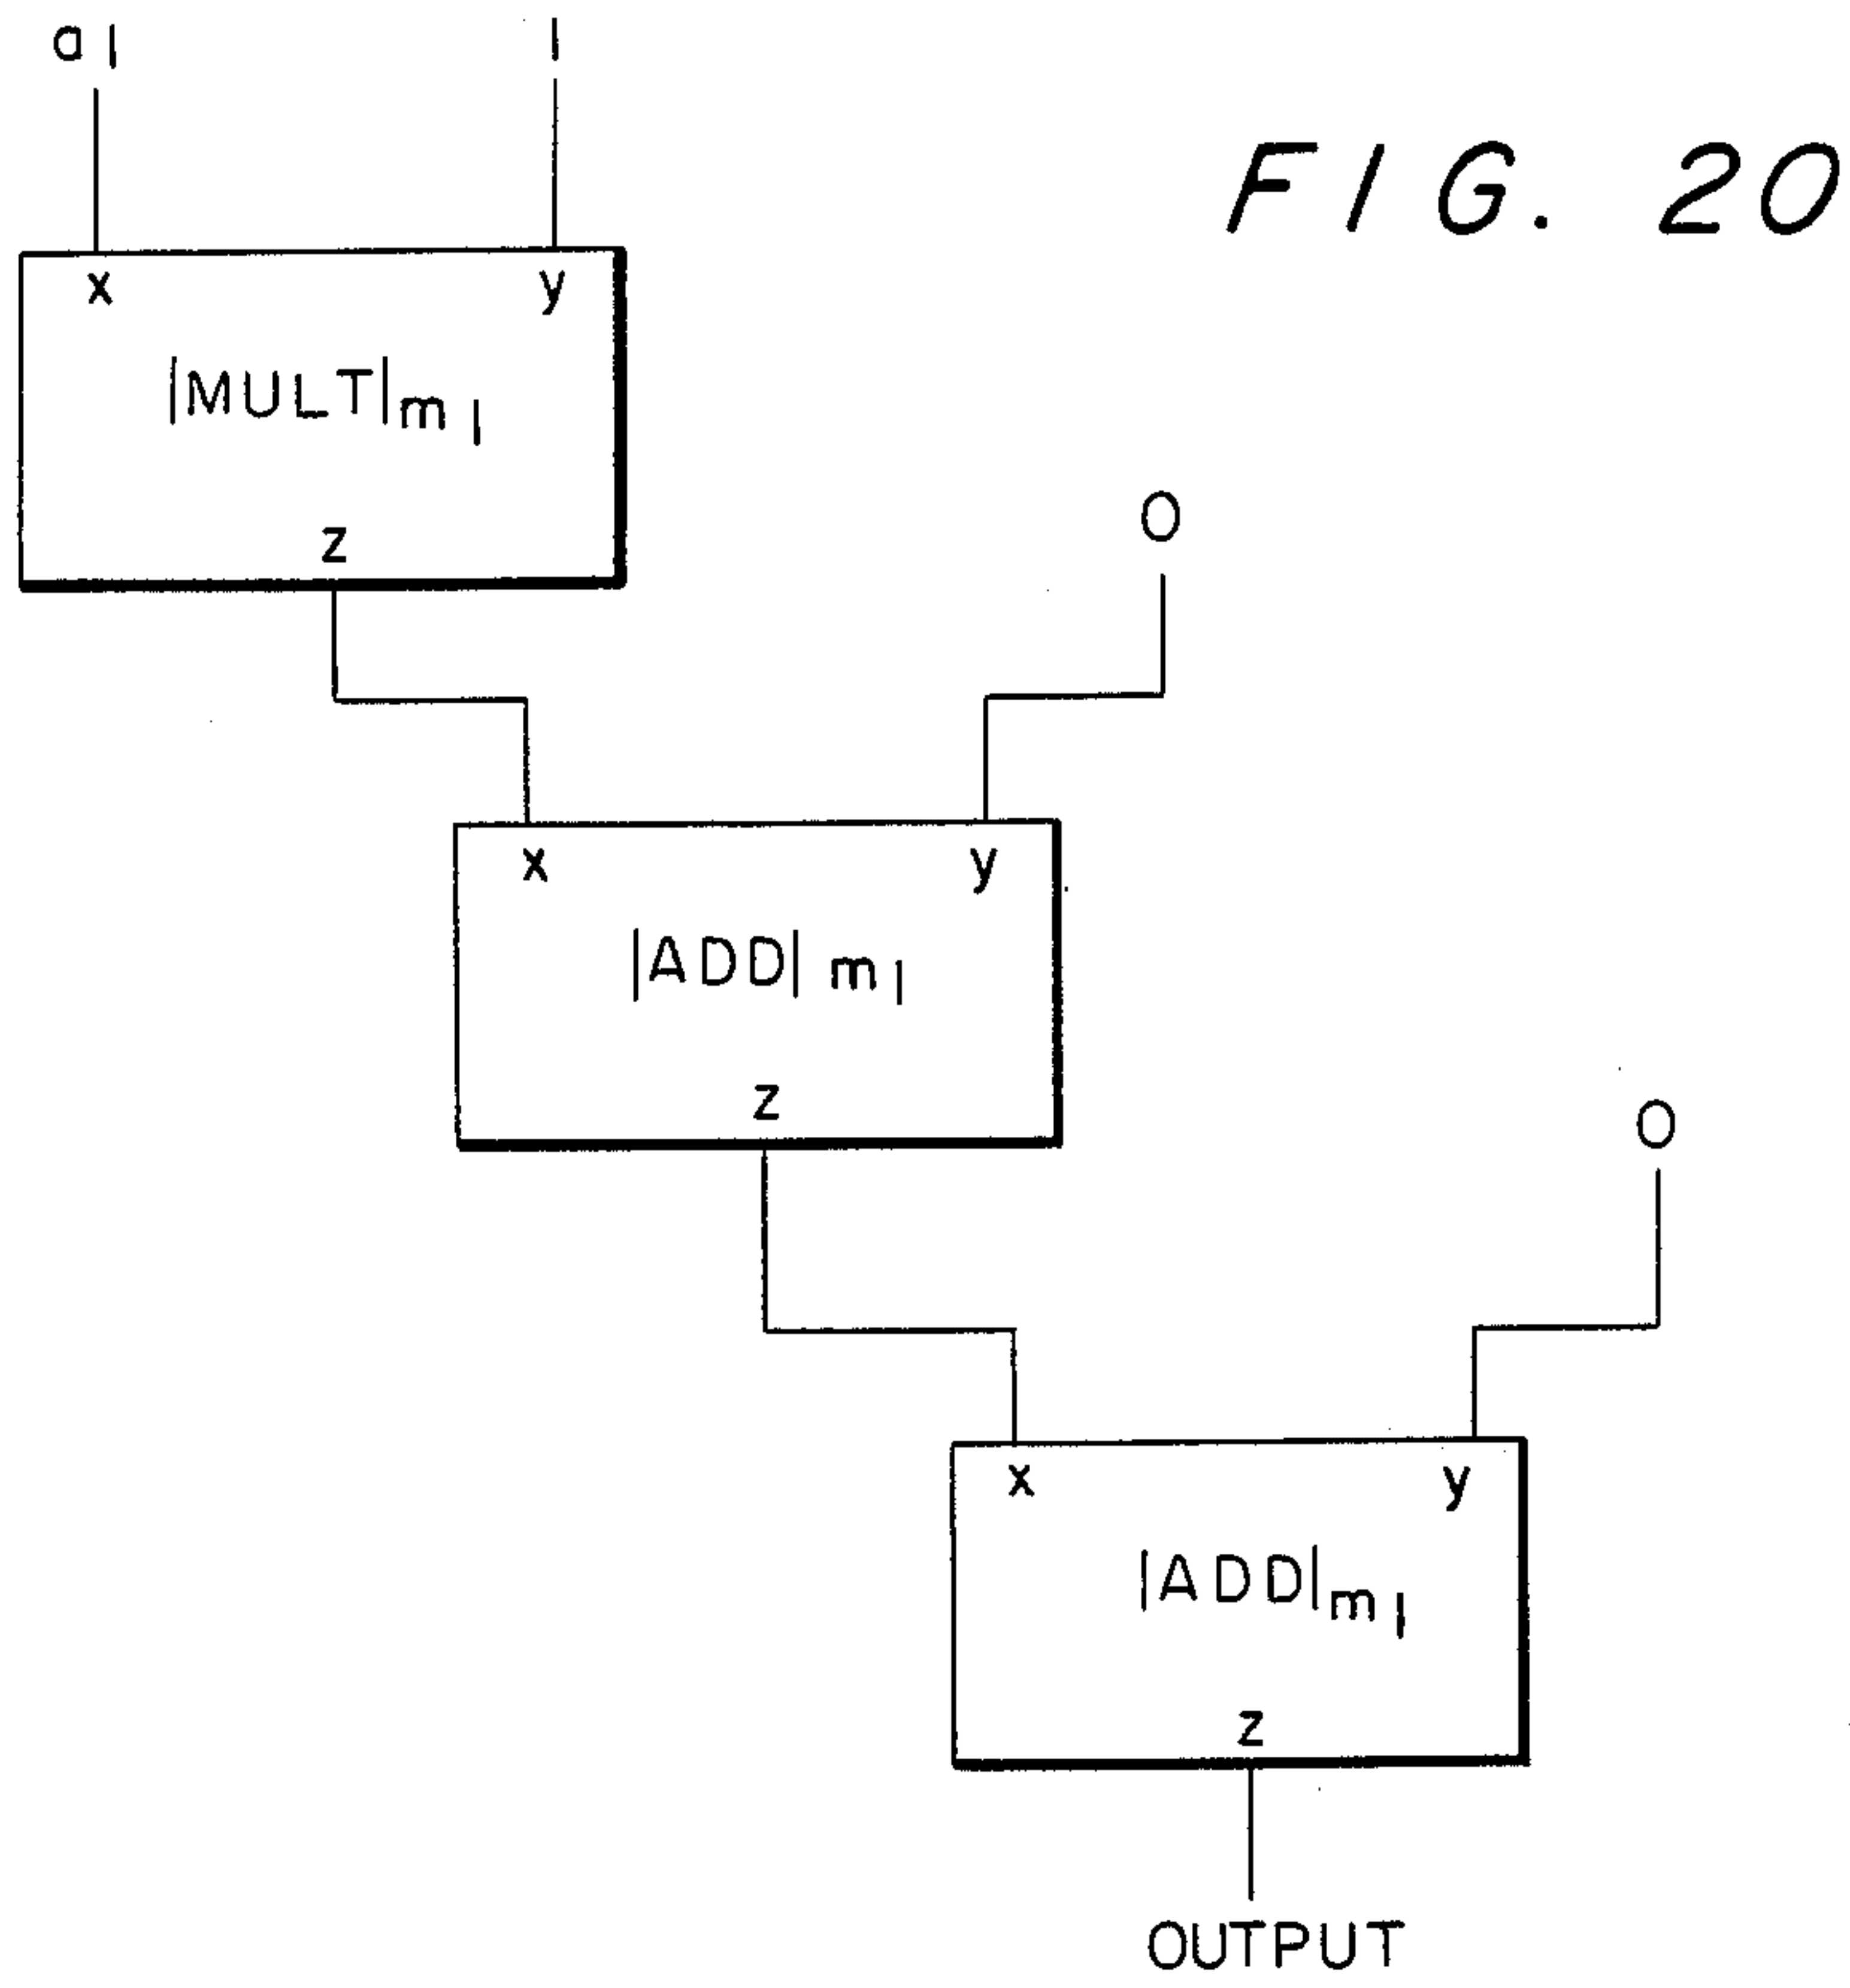 a1 1
FIG. 20
x y
|MULT|m1
z
0
x y
|ADD| m1
z
0
x y
|ADD|m1
z
OUTPUT